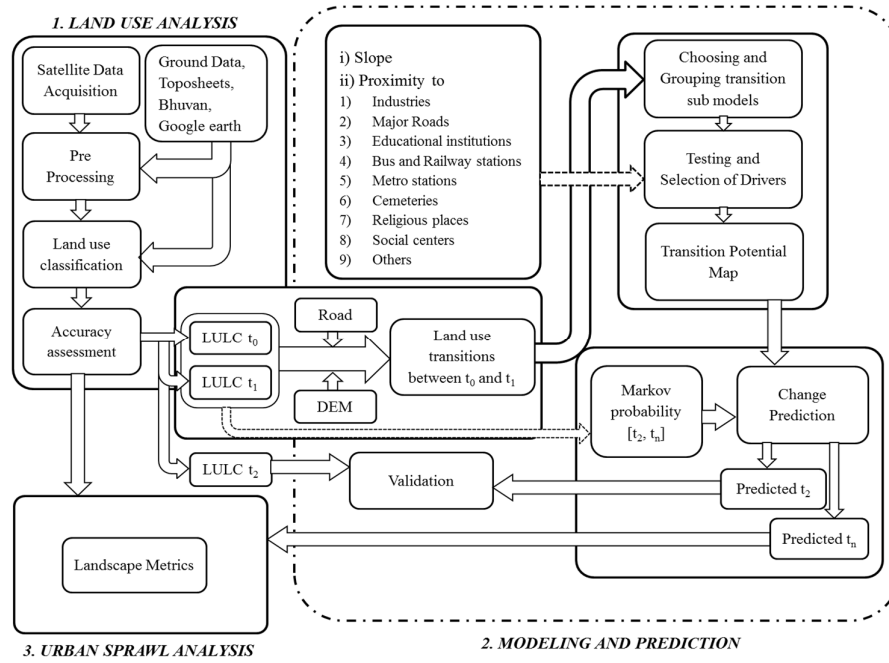 1. LAND USE ANALYSIS
Satellite Data
Acquisition
Ground Data,
Toposheets,
Bhuvan,
Google earth
Pre
Processing
Land use
classification
Accuracy
assessment
i) Slope
ii) Proximity to
1) Industries
2) Major Roads
3) Educational institutions
4) Bus and Railway stations
5) Metro stations
6) Cemeteries
7) Religious places
8) Social centers
9) Others
Choosing and
Grouping transition
sub models
Testing and
Selection of Drivers
Transition Potential
Map
LULC t0
LULC t1
Road
DEM
Land use
transitions
between t0 and t1
Markov
probability
[t2, tn]
Change
Prediction
LULC t2
Validation
Predicted t2
Predicted tn
Landscape Metrics
3. URBAN SPRAWL ANALYSIS
2. MODELING AND PREDICTION